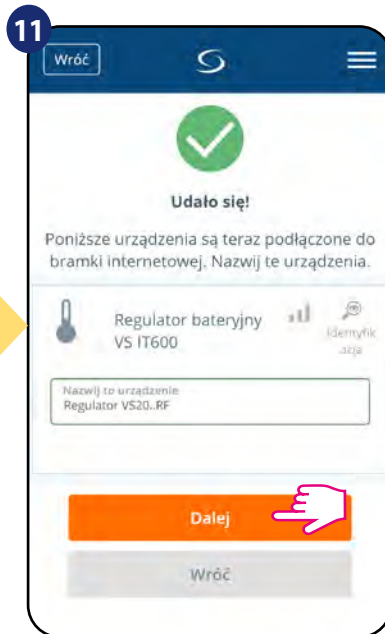 11
Wróć
Udało się!
Poniższe urządzenia są teraz podłączone do
bramki internetowej. Nazwij te urządzenia.
Regulator bateryjny
VS IT600
Identyfik
acja
Nazwij to urządzenie
Regulator VS20..RF
Dalej
Wróć